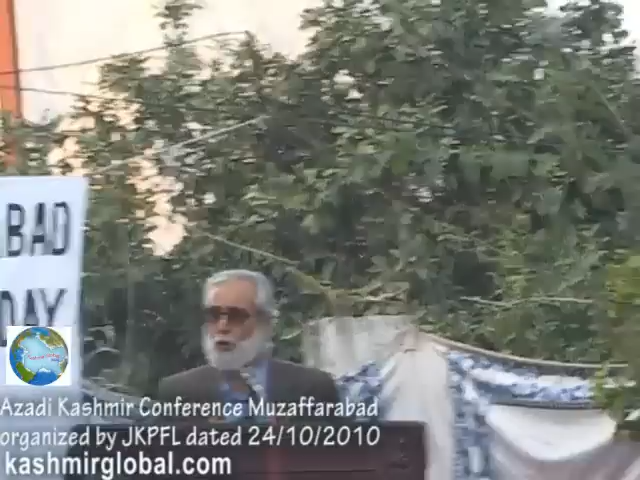 BAD
DAY
Azadi Kashmir Conference Muzaffarabad
organized by JKPFL dated 24/10/2010
kashmirglobal.com